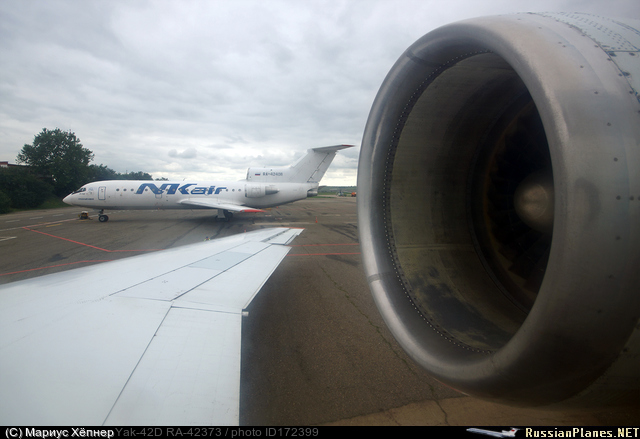 NKair
(C) Мариус Хёпнер Yak-42D RA-42373 / photo ID172399
RussianPlanes.NET